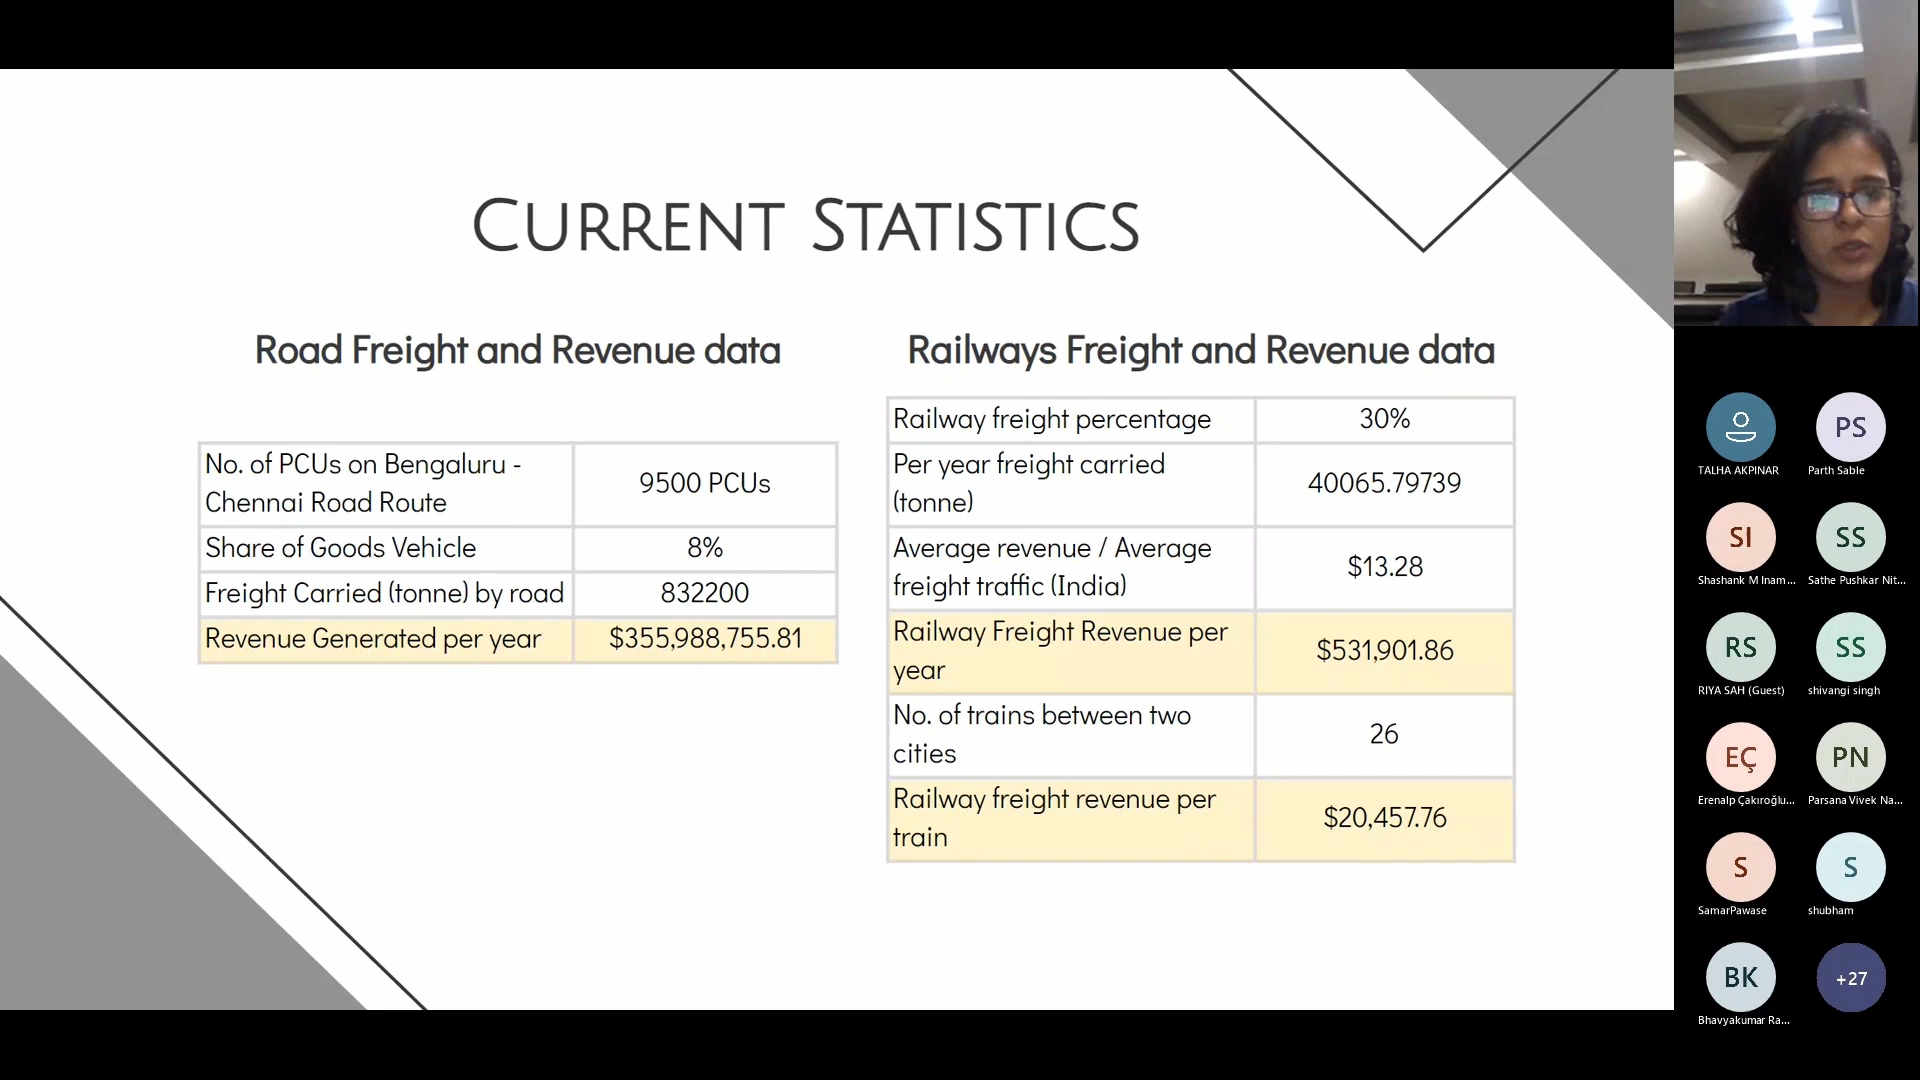 CURRENT STATISTICS
Road Freight and Revenue data
No. of PCUs on Bengaluru -
Chennai Road Route
9500 PCUs
Share of Goods Vehicle
8%
Freight Carried (tonne) by road
832200
Revenue Generated per year
$355,988,755.81
Railways Freight and Revenue data
Railway freight percentage
30%
Per year freight carried
(tonne)
40065.79739
Average revenue / Average
freight traffic (India)
$13.28
Railway Freight Revenue per
year
$531,901.86
No. of trains between two
cities
26
Railway freight revenue per
train
$20,457.76
TALHA AKPINAR
PS
Parth Sable
SI
Shashank M Inam...
SS
Sathe Pushkar Nit...
RS
RIYA SAH (Guest)
SS
shivangi singh
EÇ
Erenalp Çakıroğlu...
PN
Parsana Vivek Na...
S
SamarPawase
S
shubham
BK
Bhavyakumar Ra...
+27